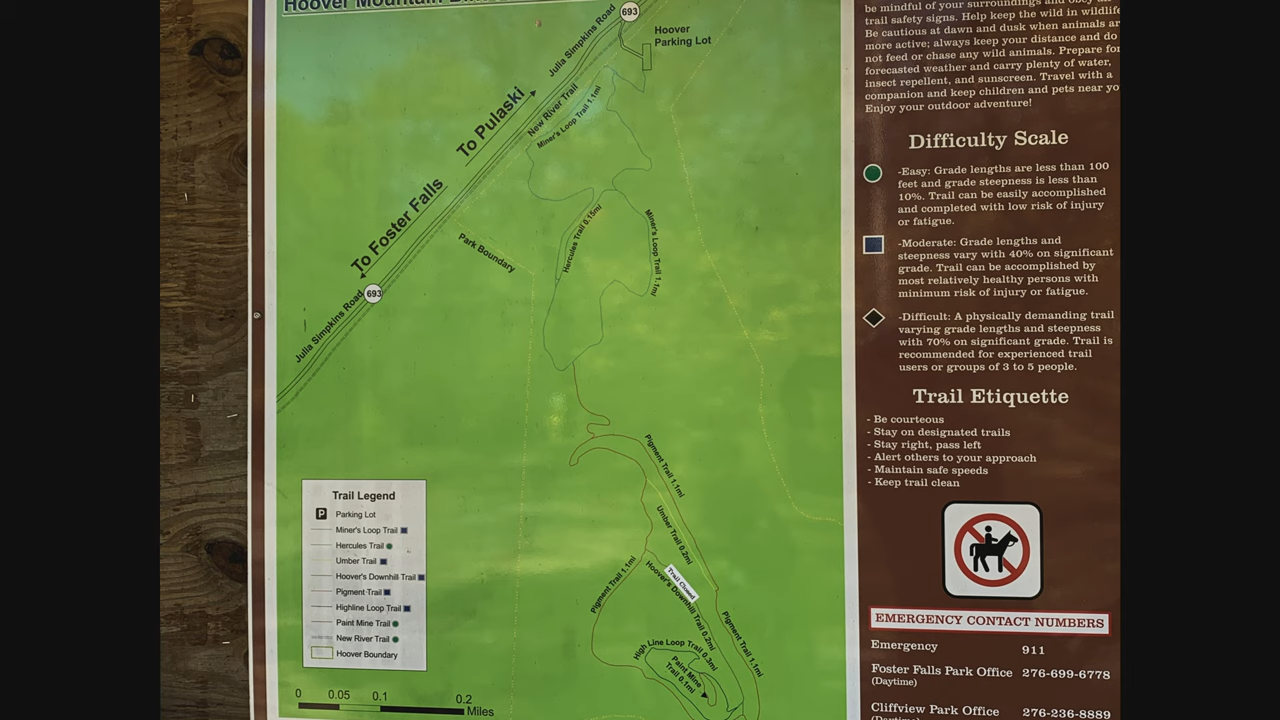 Hoover Mountain
693
Hoover
Parking Lot
Julia Simpkins Road
To Pulaski
New River Trail
Miner's Loop Trail 1.1mi
To Foster Falls
Hercules Trail 0.15mi
Miner's Loop Trail 1.1mi
Park Boundary
693
Julia Simpkins Road
Pigment Trail 1.1mi
Umber Trail 0.2mi
Trail Closed
Pigment Trail 1.1mi
Hoover's Downhill Trail 0.2mi
Pigment Trail 1.1mi
High Line Loop Trail 0.3mi
Paint Mine
Trail 0.1mi
Trail Legend
P Parking Lot
Miner's Loop Trail
Hercules Trail
Umber Trail
Hoover's Downhill Trail
Pigment Trail
Highline Loop Trail
Paint Mine Trail
New River Trail
Hoover Boundary
0 0.05 0.1 0.2
Miles
be mindful of your surroundings and obey
trail safety signs. Help keep the wild in
Be cautious at dawn and dusk when animals
more active; always keep your distance and do
not feed or chase any wild animals. Prepare for
forecasted weather and carry plenty of water,
insect repellent, and sunscreen. Travel with a
companion and keep children and pets near
Enjoy your outdoor adventure!
Difficulty Scale
-Easy: Grade lengths are less than 100
feet and grade steepness is less than
10%. Trail can be easily accomplished
and completed with low risk of injury
or fatigue.
-Moderate: Grade lengths and
steepness vary with 40% on significant
grade. Trail can be accomplished by
most relatively healthy persons with
minimum risk of injury or fatigue.
-Difficult: A physically demanding trail
varying grade lengths and steepness
with 70% on significant grade. Trail is
recommended for experienced trail
users or groups of 3 to 5 people.
Trail Etiquette
- Be courteous
- Stay on designated trails
- Stay right, pass left
- Alert others to your approach
- Maintain safe speeds
- Keep trail clean
EMERGENCY CONTACT NUMBERS
Emergency 911
Foster Falls Park Office 276-699-6778
(Daytime)
Cliffview Park Office 276-236-8889